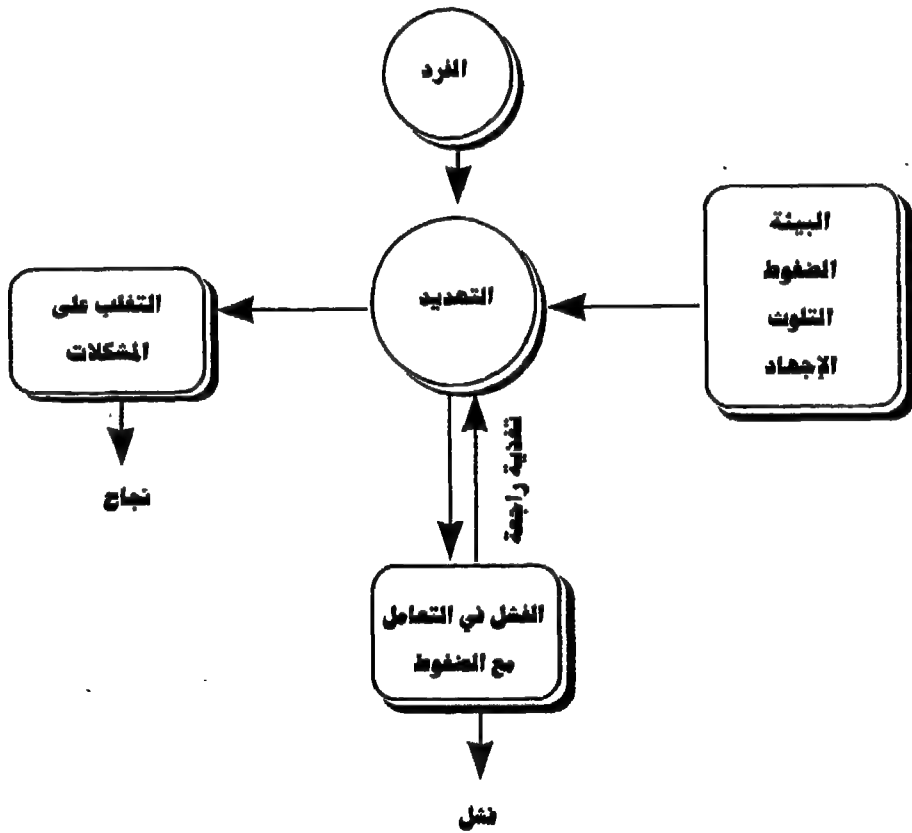 الفرد
البيئة
الضغوط
التلوث
الإجهاد
التهديد
التغلب على
المشكلات
نجاح
تغذية راجعة
الفشل في التعامل
مع الضغوط
فشل